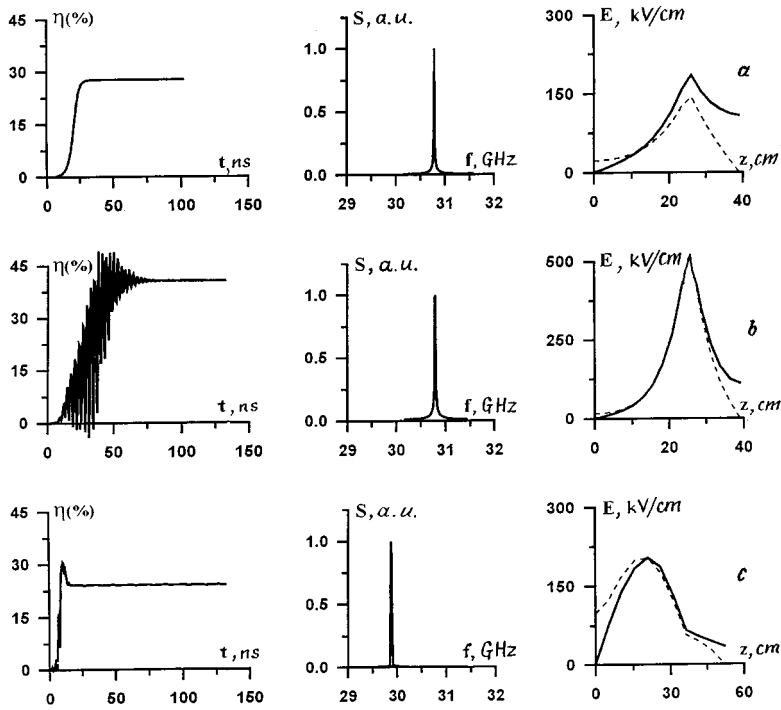 η(%)
45
30
15
0
t,ns
0 50 100 150
S, a.u.
1.0
0.5
0.0
f, GHz
29 30 31 32
E, kV/cm
300
150
0
a
z, cm
0 20 40
η(%)
45
30
15
0
t,ns
0 50 100 150
S, a.u.
1.0
0.5
0.0
f, GHz
29 30 31 32
E, kV/cm
500
250
0
b
z, cm
0 20 40
η(%)
45
30
15
0
t,ns
0 50 100 150
S, a.u.
1.0
0.5
0.0
f, GHz
29 30 31 32
E, kV/cm
300
150
0
c
z, cm
0 20 40 60